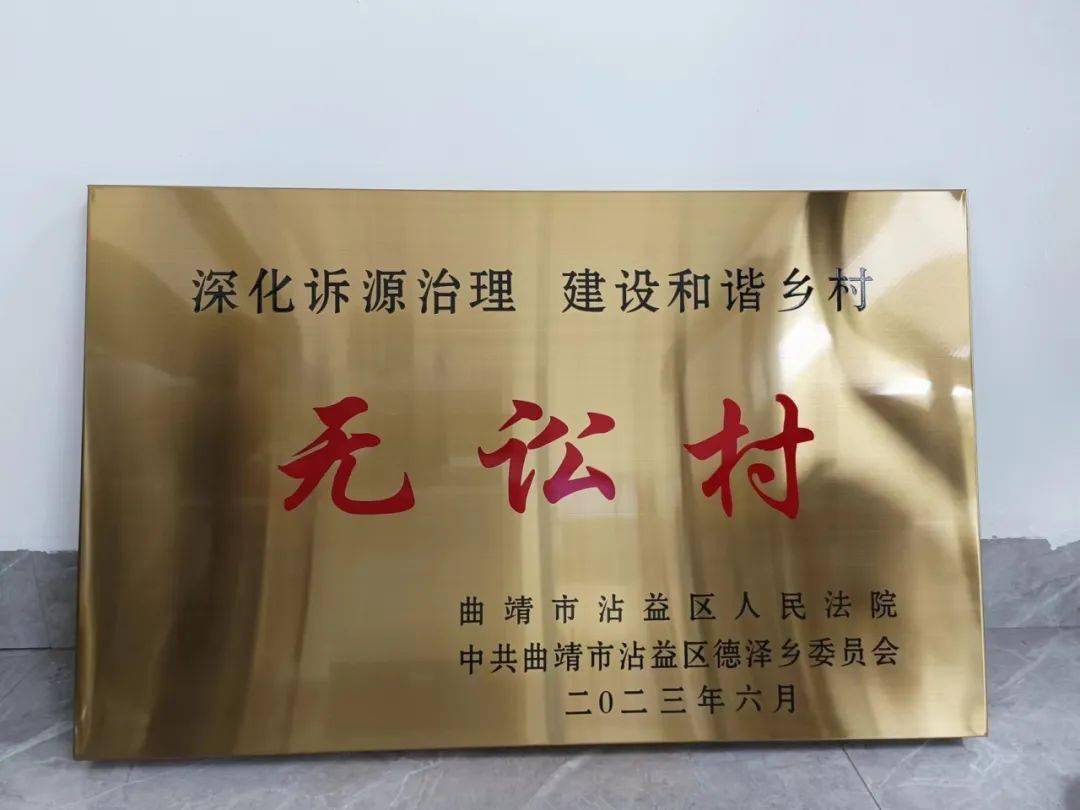 深化诉源治理 建设和谐乡村
无讼村
曲靖市沾益区人民法院
中共曲靖市沾益区德泽乡委员会
二〇二三年六月